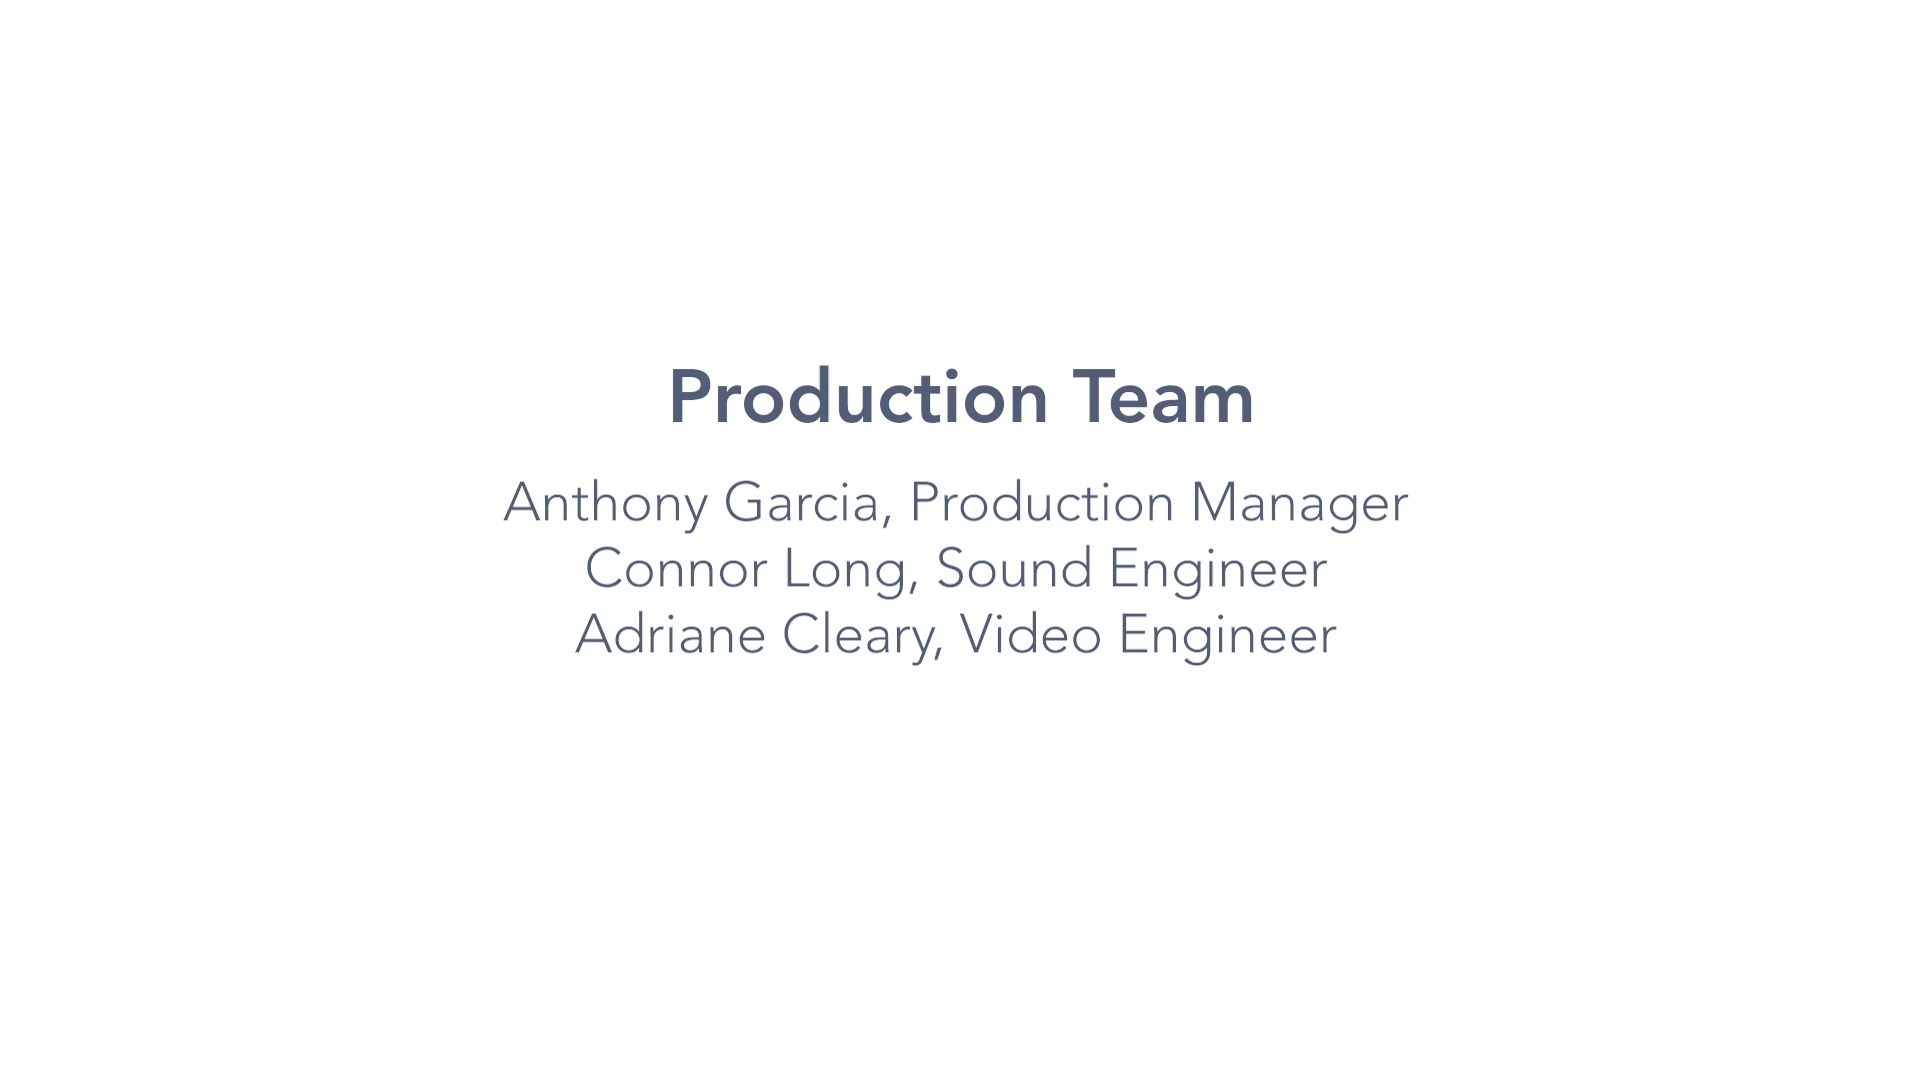 Production Team
Anthony Garcia, Production Manager
Connor Long, Sound Engineer
Adriane Cleary, Video Engineer